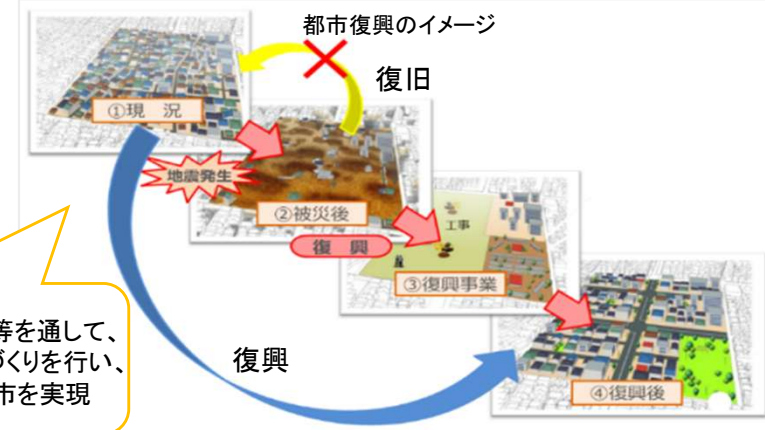 都市復興のイメージ
復旧
①現　況
地震発生
②被災後
復　興
工事
③復興事業
④復興後
復興
等を通して、
づくりを行い、
市を実現